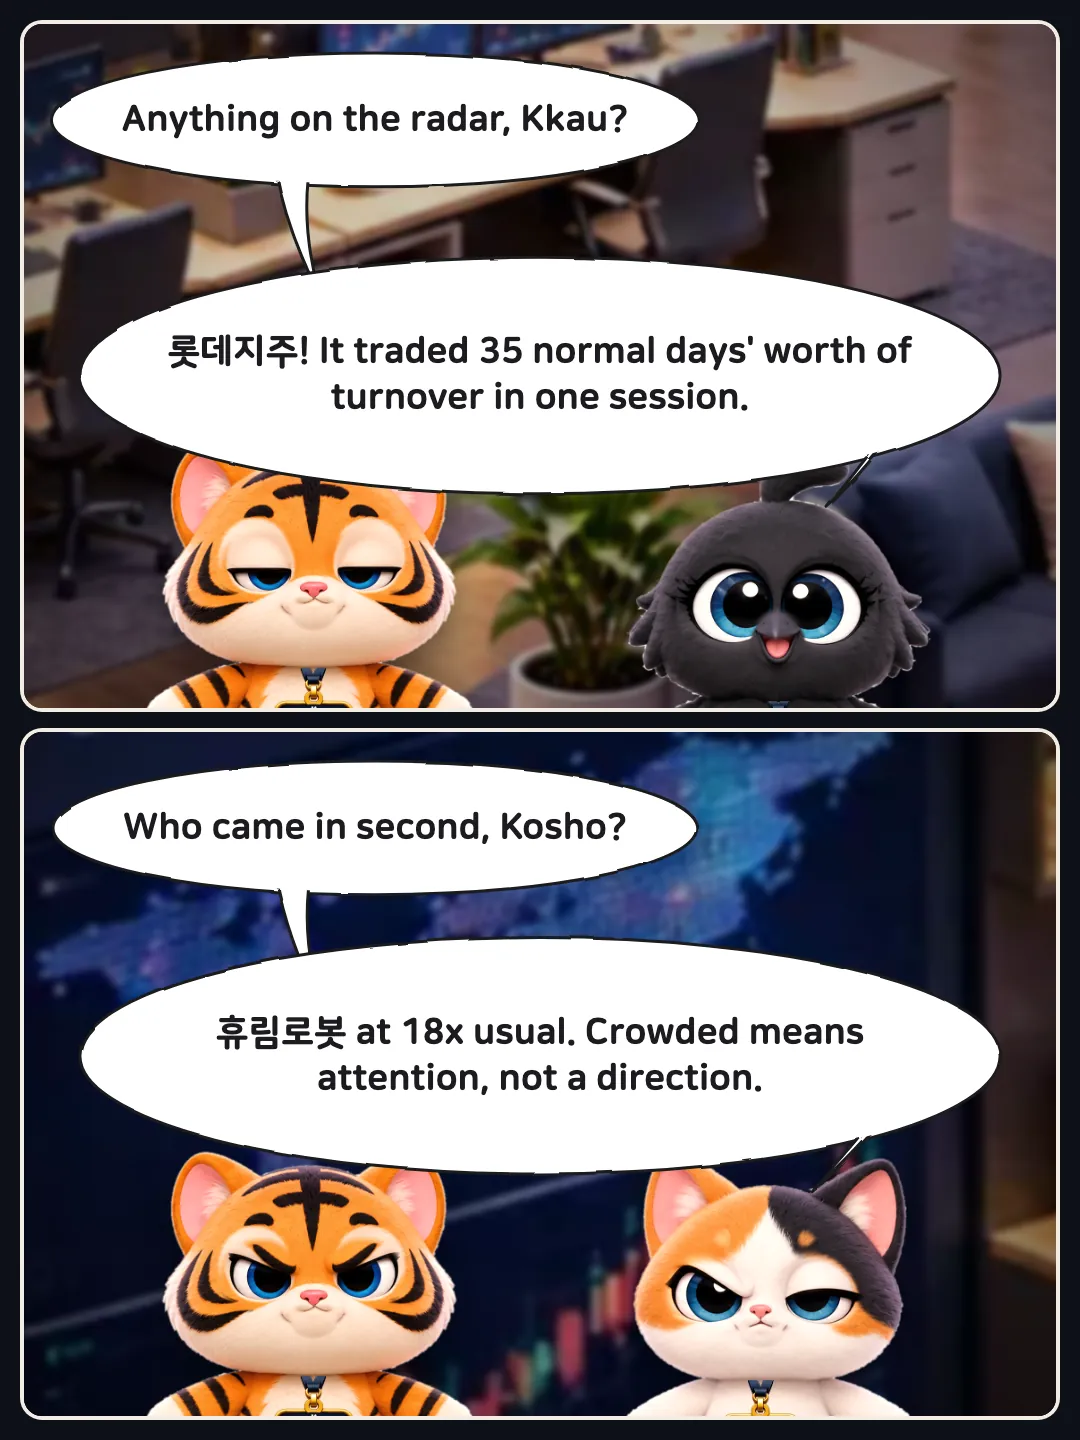 Anything on the radar, Kkau?
롯데지주! It traded 35 normal days' worth of
turnover in one session.
Who came in second, Kosho?
휴림로봇 at 18x usual. Crowded means
attention, not a direction.